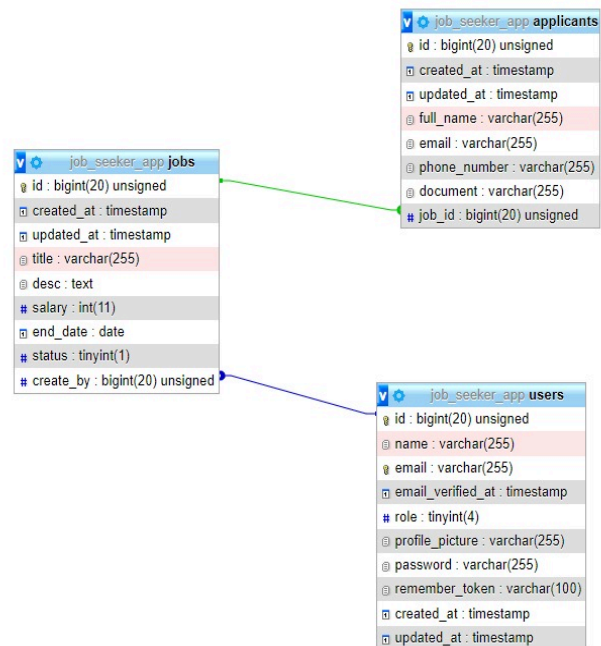 job_seeker_app applicants
id : bigint(20) unsigned
created_at : timestamp
updated_at : timestamp
full_name : varchar(255)
email : varchar(255)
phone_number : varchar(255)
document : varchar(255)
# job_id : bigint(20) unsigned
job_seeker_app jobs
id : bigint(20) unsigned
created_at : timestamp
updated_at : timestamp
title : varchar(255)
desc : text
# salary : int(11)
end_date : date
# status : tinyint(1)
# create_by : bigint(20) unsigned
job_seeker_app users
id : bigint(20) unsigned
name : varchar(255)
email : varchar(255)
email_verified_at : timestamp
# role : tinyint(4)
profile_picture : varchar(255)
password : varchar(255)
remember_token : varchar(100)
created_at : timestamp
updated_at : timestamp